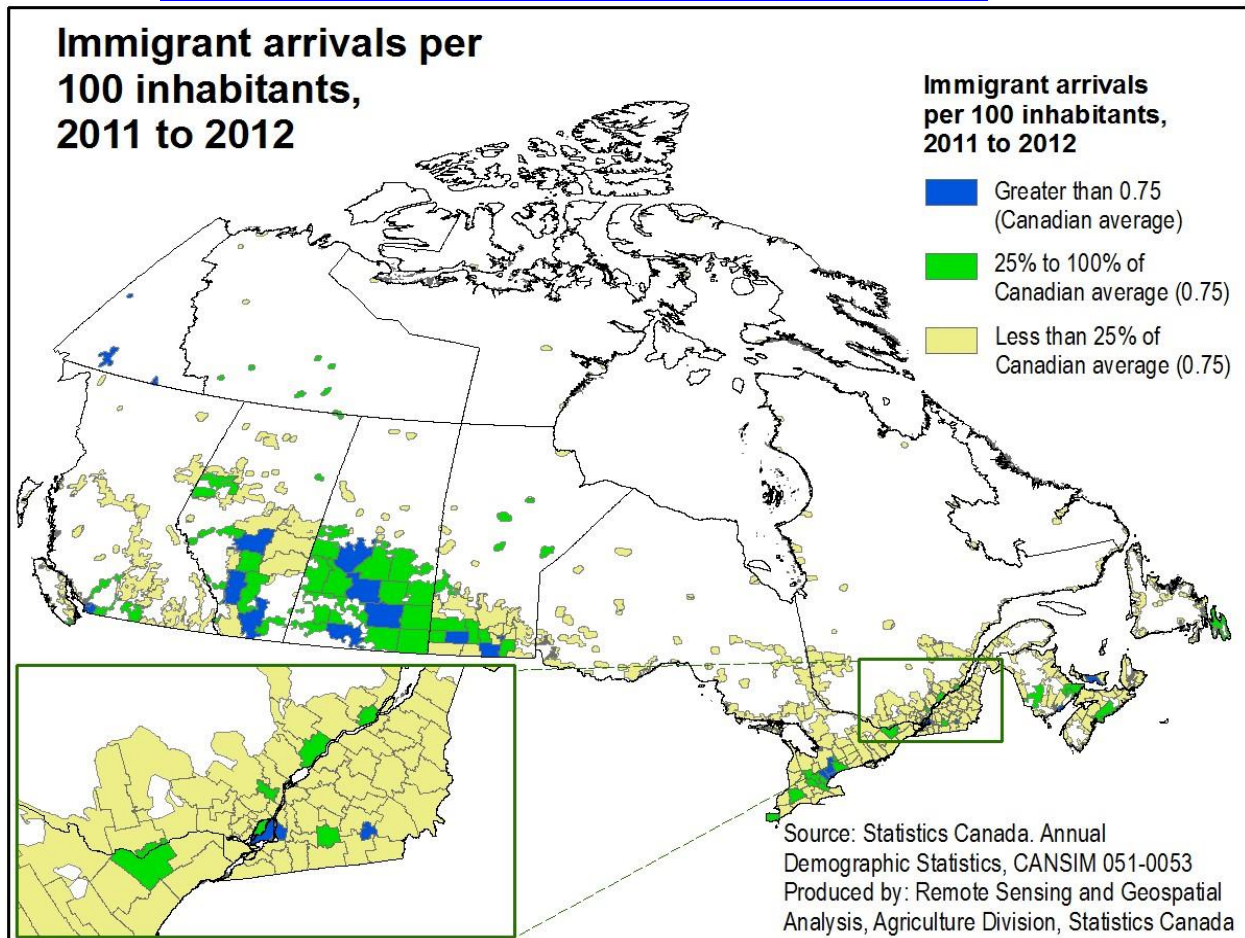 Immigrant arrivals per
100 inhabitants,
2011 to 2012
Immigrant arrivals
per 100 inhabitants,
2011 to 2012
Greater than 0.75
(Canadian average)
25% to 100% of
Canadian average (0.75)
Less than 25% of
Canadian average (0.75)
Source: Statistics Canada. Annual
Demographic Statistics, CANSIM 051-0053
Produced by: Remote Sensing and Geospatial
Analysis, Agriculture Division, Statistics Canada